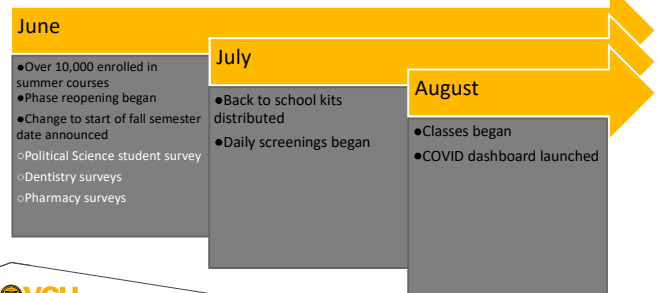 June
●Over 10,000 enrolled in
summer courses
●Phase reopening began
●Change to start of fall semester
date announced
○Political Science student survey
○Dentistry surveys
○Pharmacy surveys
July
●Back to school kits
distributed
●Daily screenings began
August
●Classes began
●COVID dashboard launched